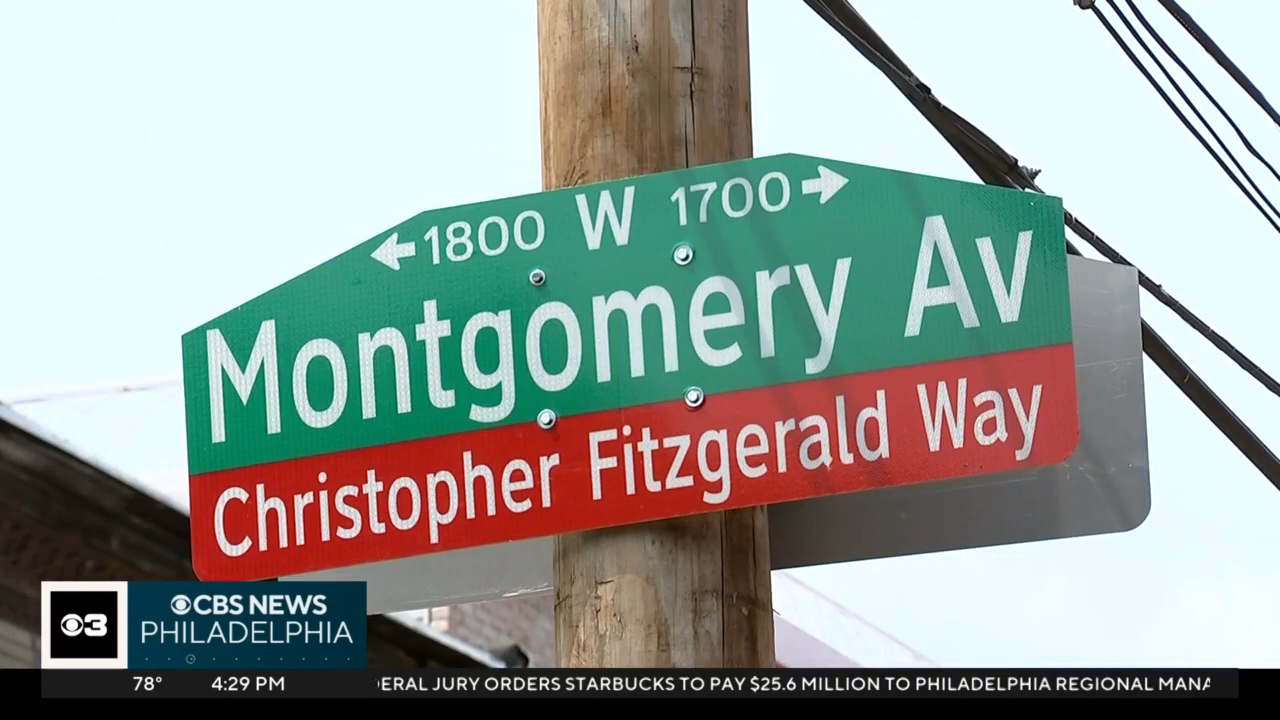 1800 W 1700
Montgomery Av
Christopher Fitzgerald Way
3
CBS NEWS
PHILADELPHIA
78° 4:29 PM ERAL JURY ORDERS STARBUCKS TO PAY $25.6 MILLION TO PHILADELPHIA REGIONAL MANA